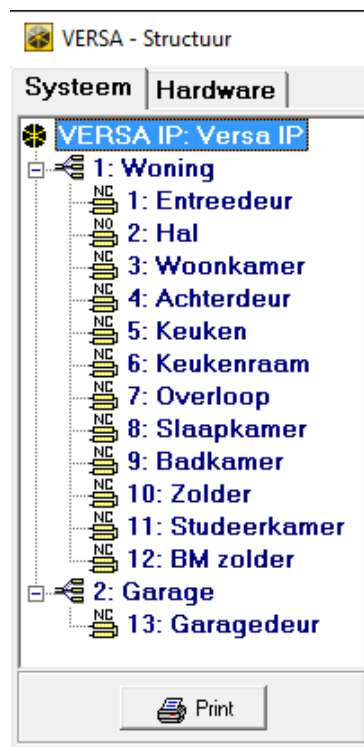 VERSA - Structuur
Systeem Hardware
VERSA IP: Versa IP
1: Woning
NC 1: Entreedeur
NO 2: Hal
NC 3: Woonkamer
NC 4: Achterdeur
NC 5: Keuken
NC 6: Keukenraam
NC 7: Overloop
NC 8: Slaapkamer
NC 9: Badkamer
NC 10: Zolder
NC 11: Studeerkamer
NC 12: BM zolder
2: Garage
NC 13: Garagedeur
Print